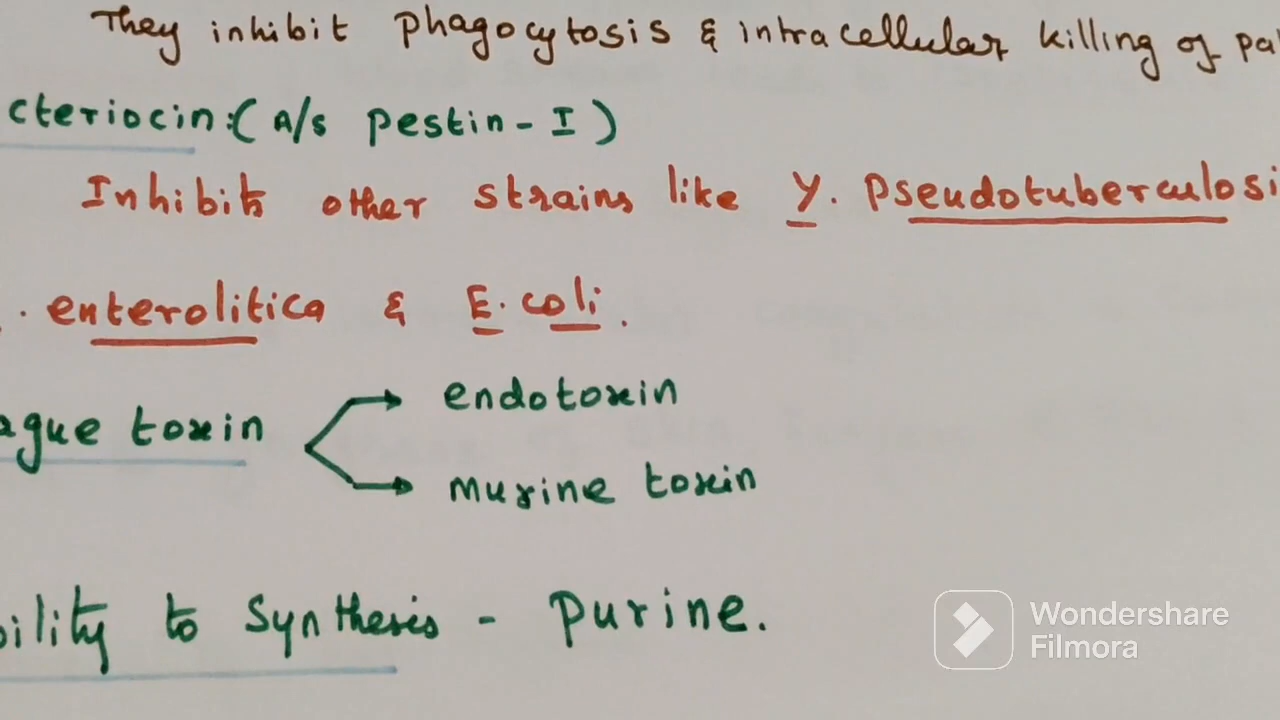 They inhibit phagocytosis & intracellular killing of pa
cteriocin:( A/s pestin - I )
Inhibits other strains like Y. pseudotuberculosi
. enterolitica & E. coli.
ague toxin
endotoxin
murine toxin
bility to synthesis - purine.
Wondershare
Filmora